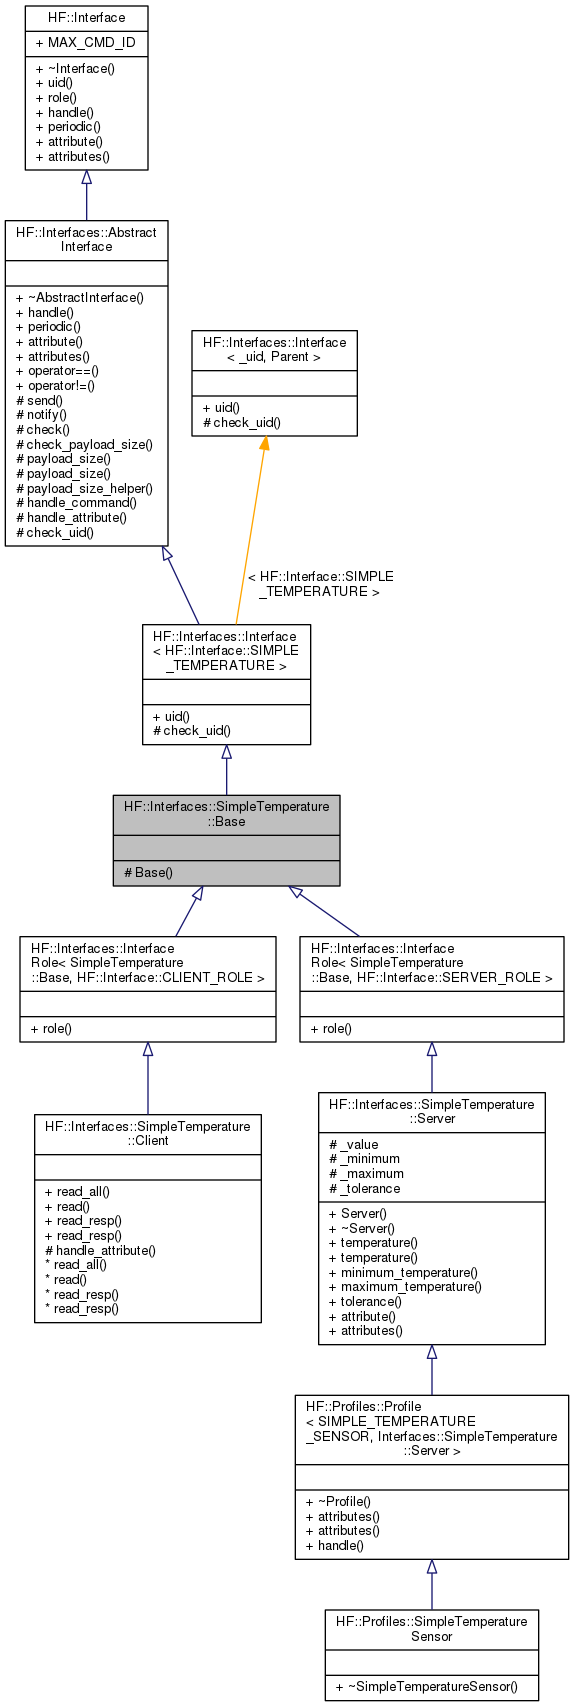 HF::Interface
+ MAX_CMD_ID
+ ~Interface()
+ uid()
+ role()
+ handle()
+ periodic()
+ attribute()
+ attributes()
HF::Interfaces::Abstract
Interface
+ ~AbstractInterface()
+ handle()
+ periodic()
+ attribute()
+ attributes()
+ operator==()
+ operator!=()
# send()
# notify()
# check()
# check_payload_size()
# payload_size()
# payload_size()
# payload_size_helper()
# handle_command()
# handle_attribute()
# check_uid()
HF::Interfaces::Interface
< _uid, Parent >
+ uid()
# check_uid()
< HF::Interface::SIMPLE
_TEMPERATURE >
HF::Interfaces::Interface
< HF::Interface::SIMPLE
_TEMPERATURE >
+ uid()
# check_uid()
HF::Interfaces::SimpleTemperature
::Base
# Base()
HF::Interfaces::Interface
Role< SimpleTemperature
::Base, HF::Interface::CLIENT_ROLE >
+ role()
HF::Interfaces::Interface
Role< SimpleTemperature
::Base, HF::Interface::SERVER_ROLE >
+ role()
HF::Interfaces::SimpleTemperature
::Client
+ read_all()
+ read()
+ read_resp()
+ read_resp()
# handle_attribute()
* read_all()
* read()
* read_resp()
* read_resp()
HF::Interfaces::SimpleTemperature
::Server
# _value
# _minimum
# _maximum
# _tolerance
+ Server()
+ ~Server()
+ temperature()
+ temperature()
+ minimum_temperature()
+ maximum_temperature()
+ tolerance()
+ attribute()
+ attributes()
HF::Profiles::Profile
< SIMPLE_TEMPERATURE
_SENSOR, Interfaces::SimpleTemperature
::Server >
+ ~Profile()
+ attributes()
+ attributes()
+ handle()
HF::Profiles::SimpleTemperature
Sensor
+ ~SimpleTemperatureSensor()